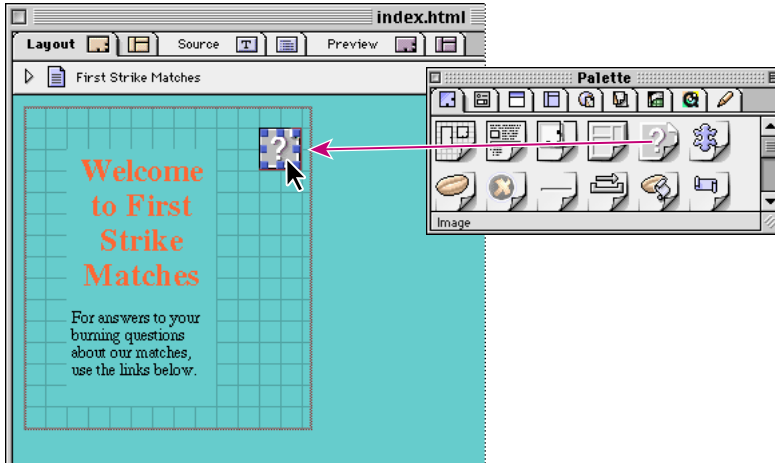 index.html
Layout
Source
T
Preview
First Strike Matches
Palette
?
Welcome
to First
Strike
Matches
For answers to your
burning questions
about our matches,
use the links below.
?
Image